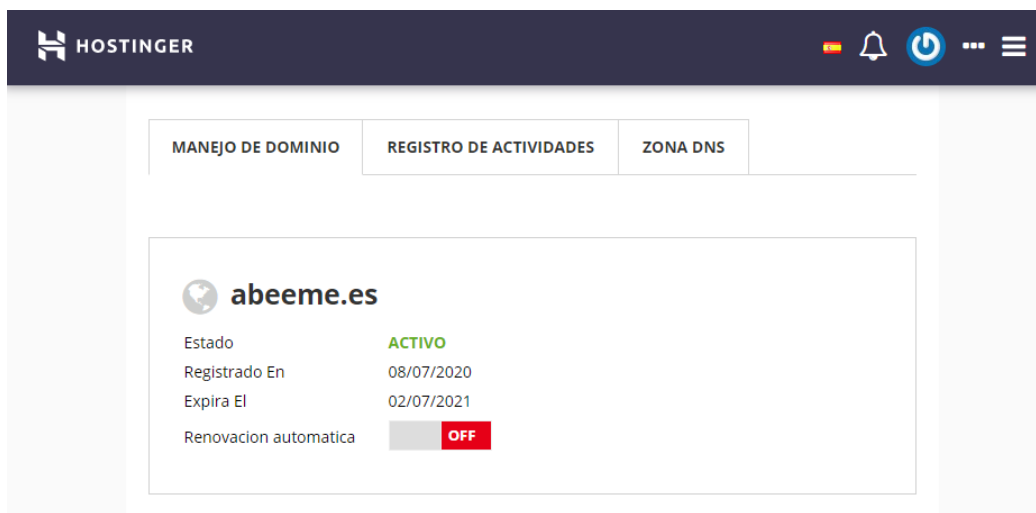 HOSTINGER
MANEJO DE DOMINIO REGISTRO DE ACTIVIDADES ZONA DNS
abeeme.es
Estado ACTIVO
Registrado En 08/07/2020
Expira El 02/07/2021
Renovacion automatica OFF